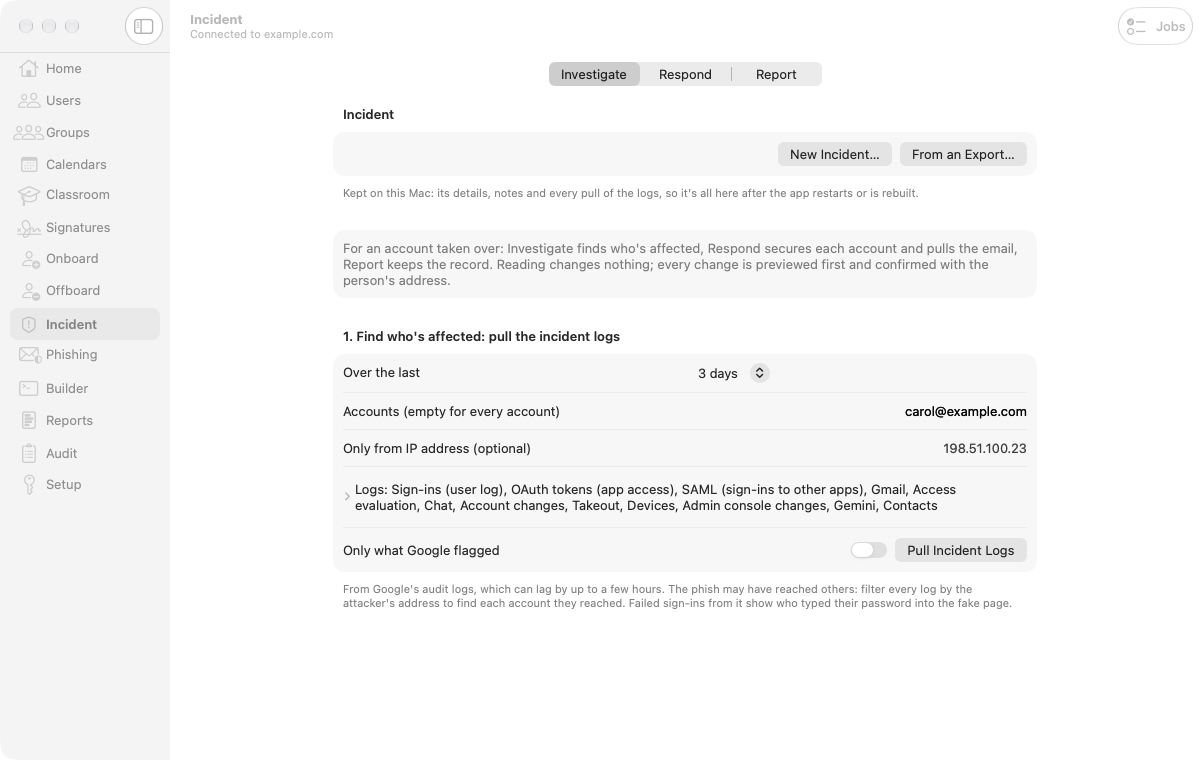 Incident
Connected to example.com
Jobs
Home
Users
Groups
Calendars
Classroom
Signatures
Onboard
Offboard
Incident
Phishing
Builder
Reports
Audit
Setup
Investigate
Respond
Report
Incident
New Incident...
From an Export...
Kept on this Mac: its details, notes and every pull of the logs, so it's all here after the app restarts or is rebuilt.
For an account taken over: Investigate finds who's affected, Respond secures each account and pulls the email,
Report keeps the record. Reading changes nothing; every change is previewed first and confirmed with the
person's address.
1. Find who's affected: pull the incident logs
Over the last
3 days
Accounts (empty for every account)
carol@example.com
Only from IP address (optional)
198.51.100.23
Logs: Sign-ins (user log), OAuth tokens (app access), SAML (sign-ins to other apps), Gmail, Access
evaluation, Chat, Account changes, Takeout, Devices, Admin console changes, Gemini, Contacts
Only what Google flagged
Pull Incident Logs
From Google's audit logs, which can lag by up to a few hours. The phish may have reached others: filter every log by the
attacker's address to find each account they reached. Failed sign-ins from it show who typed their password into the fake page.